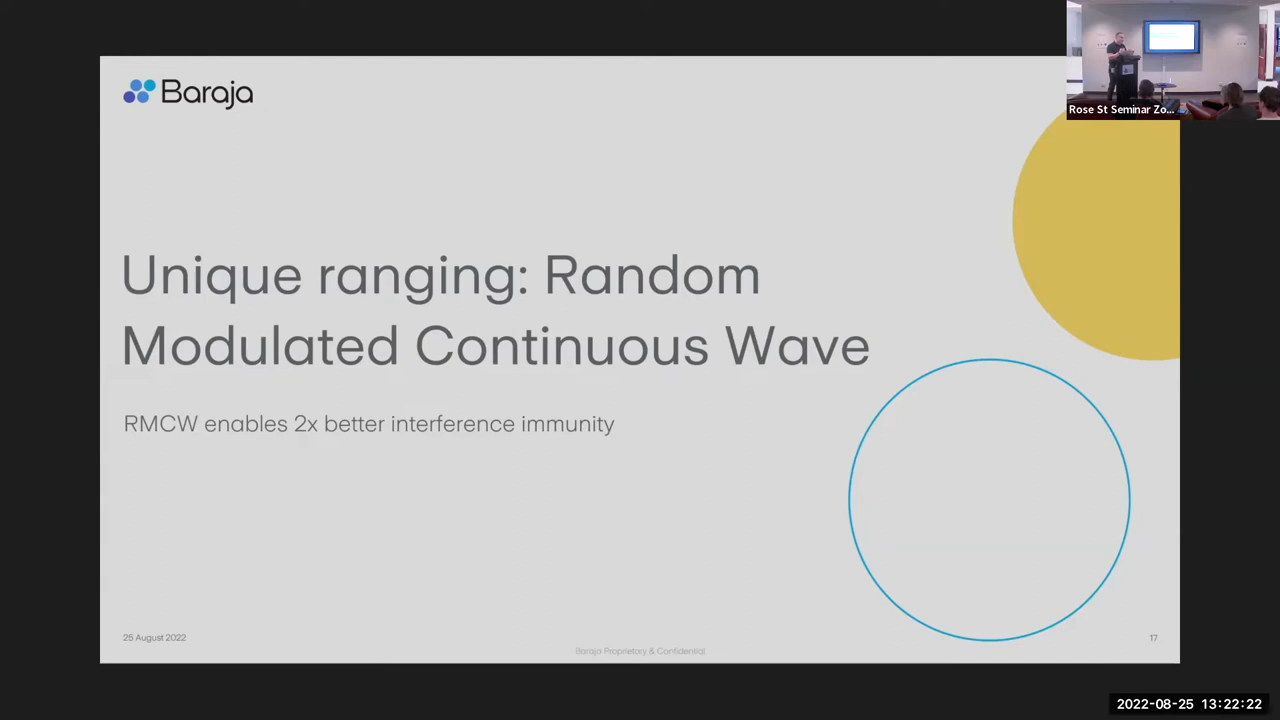 Baraja
Rose St Seminar Zo...
Unique ranging: Random
Modulated Continuous Wave
RMCW enables 2x better interference immunity
25 August 2022
17
Baraja Proprietary & Confidential
2022-08-25 13:22:22